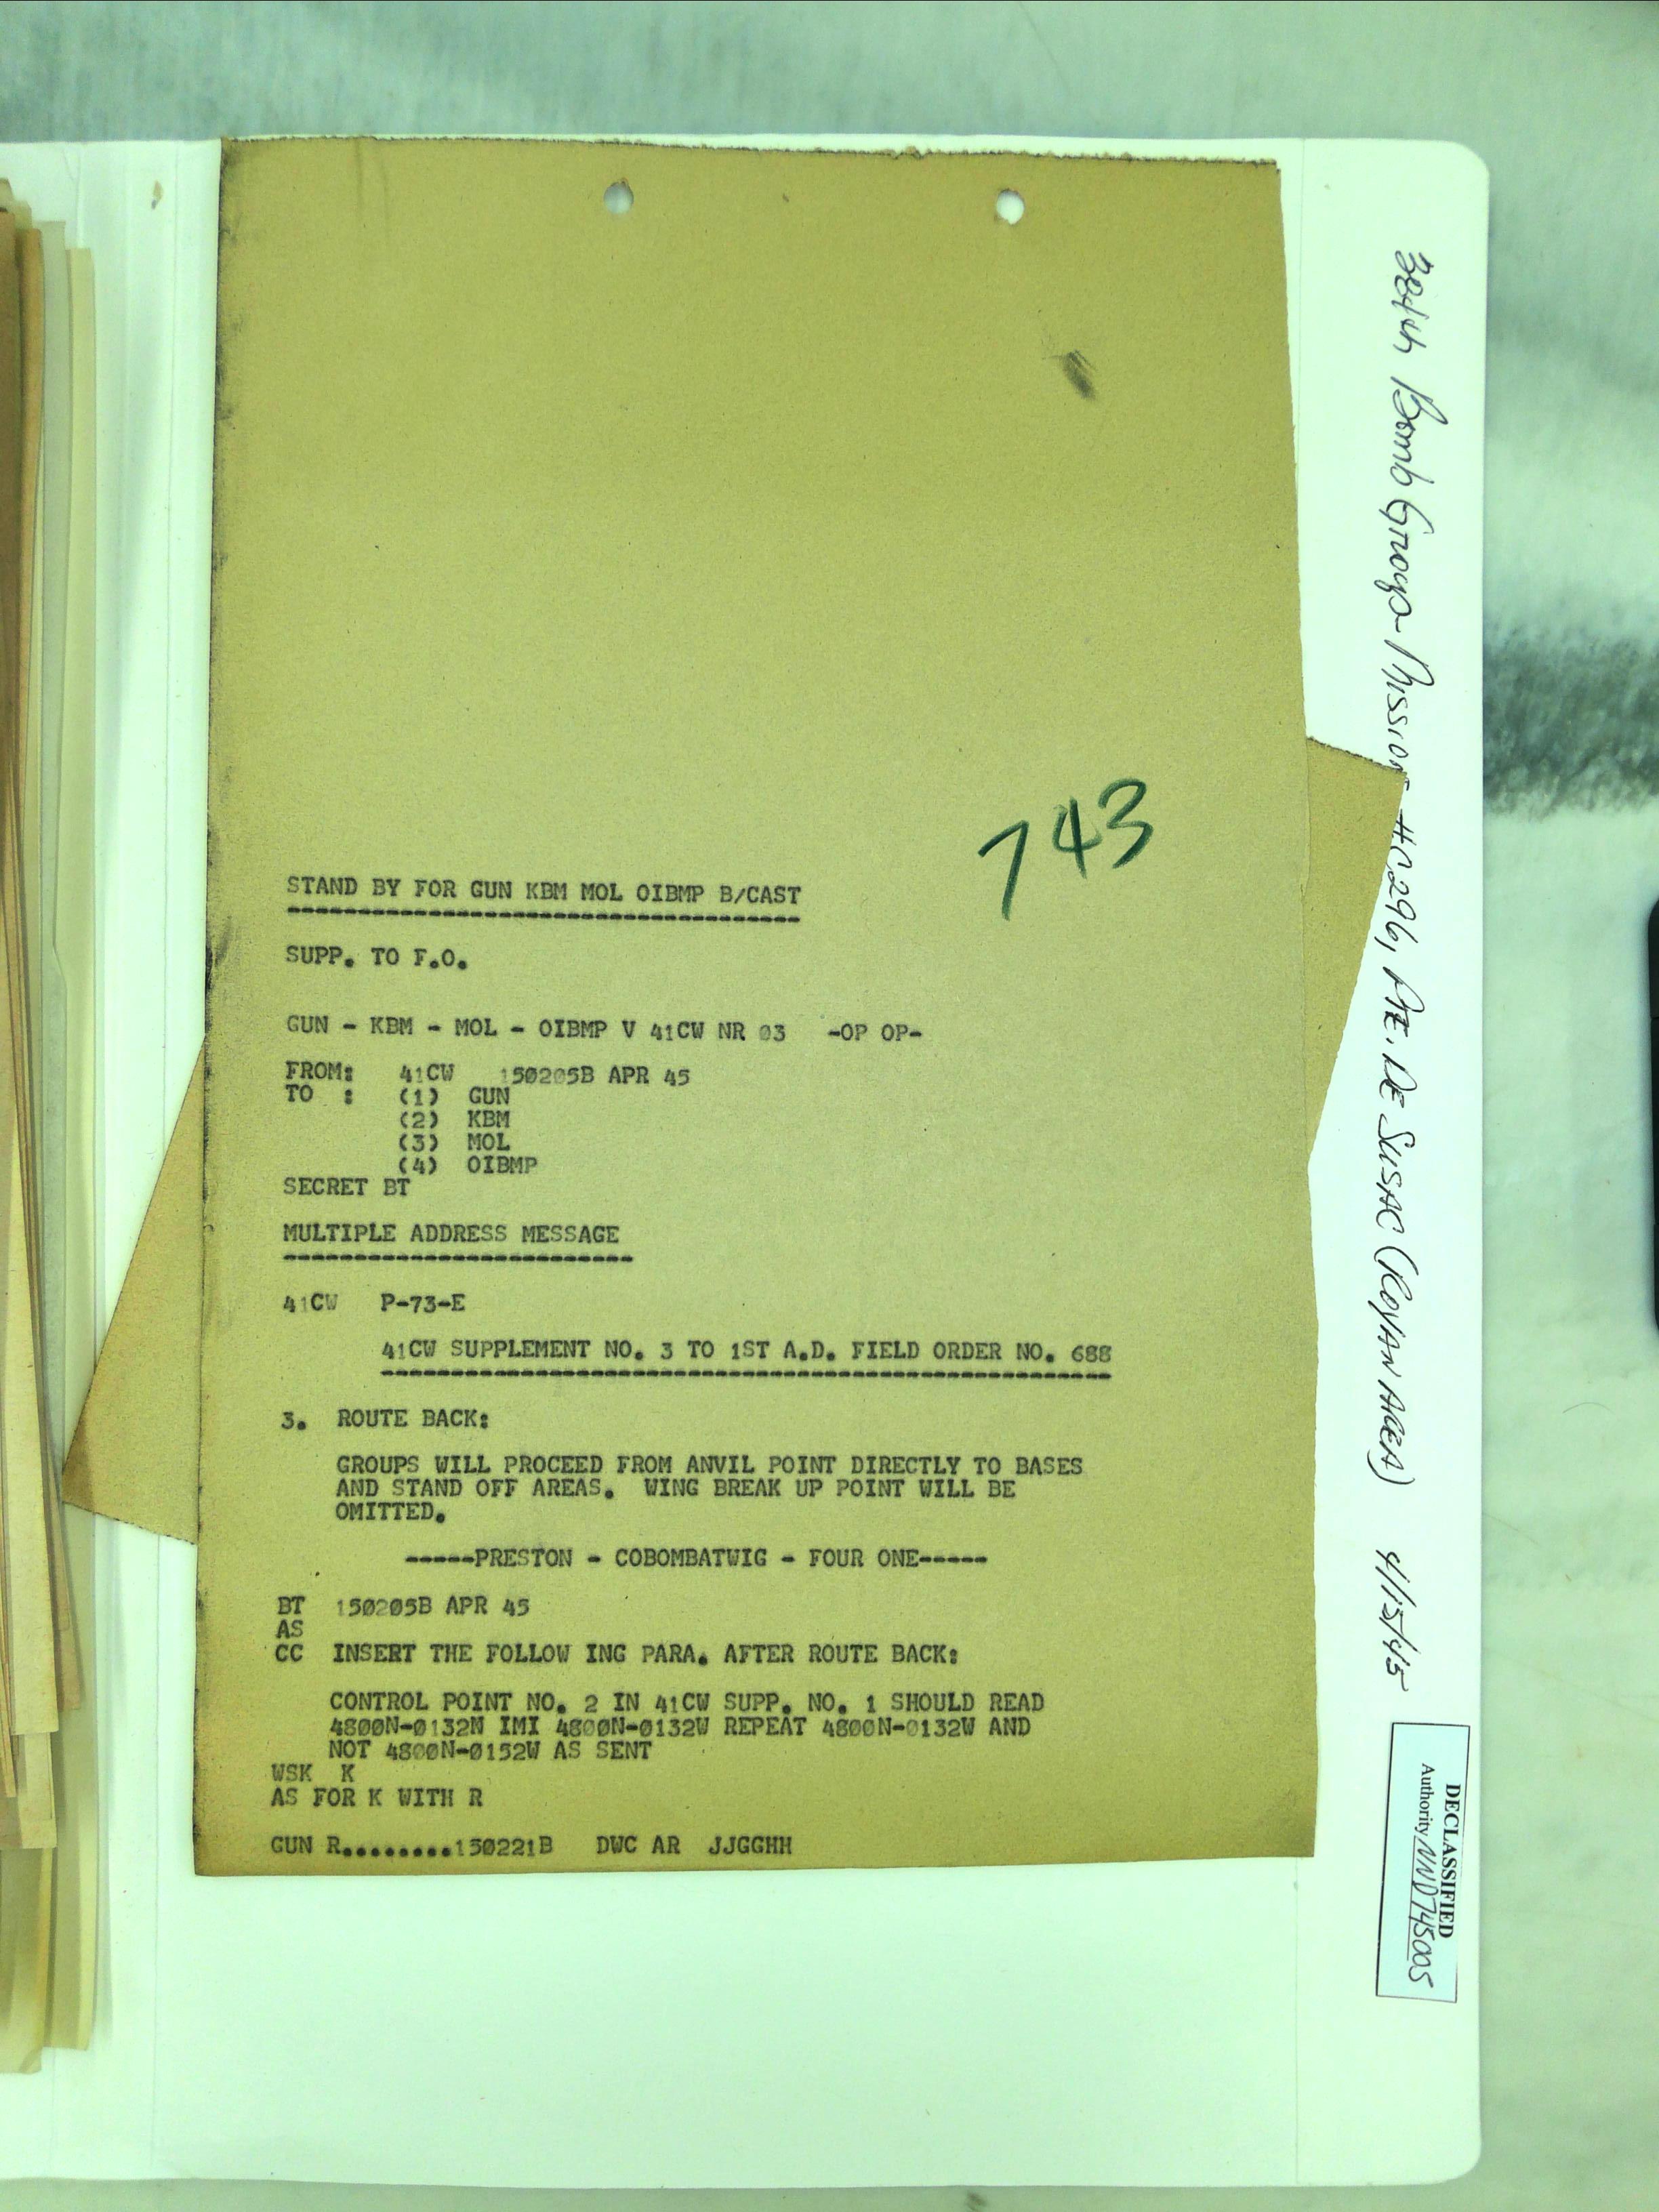 743
STAND BY FOR GUN KBM MOL OIBMP B/CAST
------------------------------------
SUPP. TO F.O.
GUN - KBM - MOL - OIBMP V 41CW NR 03 -OP OP-
FROM: 41CW 150205B APR 45
TO : (1) GUN
(2) KBM
(3) MOL
(4) OIBMP
SECRET BT
MULTIPLE ADDRESS MESSAGE
-------------------------
41CW P-73-E
41CW SUPPLEMENT NO. 3 TO 1ST A.D. FIELD ORDER NO. 688
-----------------------------------------------------
3. ROUTE BACK:
GROUPS WILL PROCEED FROM ANVIL POINT DIRECTLY TO BASES
AND STAND OFF AREAS. WING BREAK UP POINT WILL BE
OMITTED.
-----PRESTON - COBOMBATWIG - FOUR ONE-----
BT 150205B APR 45
AS
CC INSERT THE FOLLOW ING PARA. AFTER ROUTE BACK:
CONTROL POINT NO. 2 IN 41CW SUPP. NO. 1 SHOULD READ
4800N-0132N IMI 4800N-0132W REPEAT 4800N-0132W AND
NOT 4800N-0152W AS SENT
WSK K
AS FOR K WITH R
GUN R........150221B DWC AR JJGGHH
384th Bomb Group Mission #C296, PTE. DE SUSAC (ROYAN AREA) 4/15/45
DECLASSIFIED
Authority NND 745005